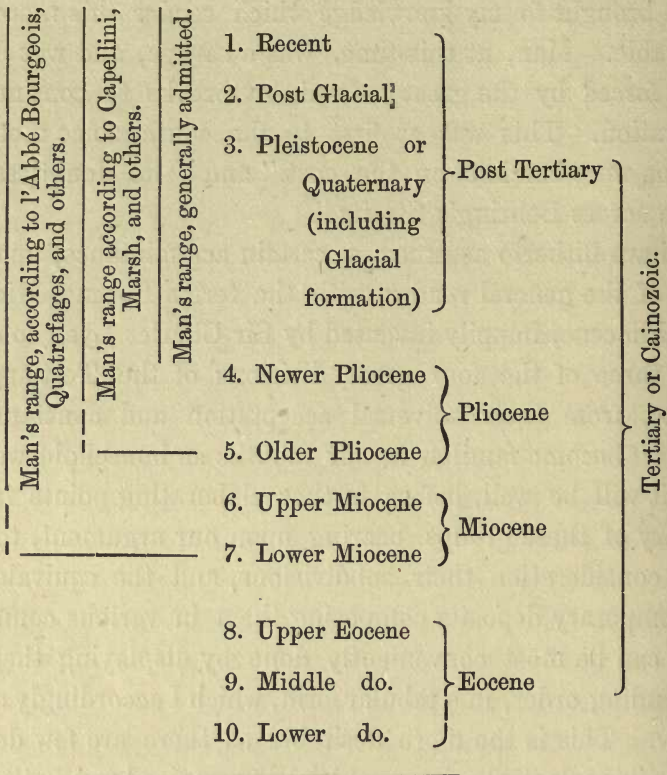 Man's range, according to l'Abbé Bourgeois,
Quatrefages, and others.
Man's range according to Capellini,
Marsh, and others.
Man's range, generally admitted.
1. Recent
2. Post Glacial
3. Pleistocene or
Quaternary
(including
Glacial
formation)
Post Tertiary
4. Newer Pliocene
5. Older Pliocene
Pliocene
6. Upper Miocene
7. Lower Miocene
Miocene
8. Upper Eocene
9. Middle do.
10. Lower do.
Eocene
Tertiary or Cainozoic.